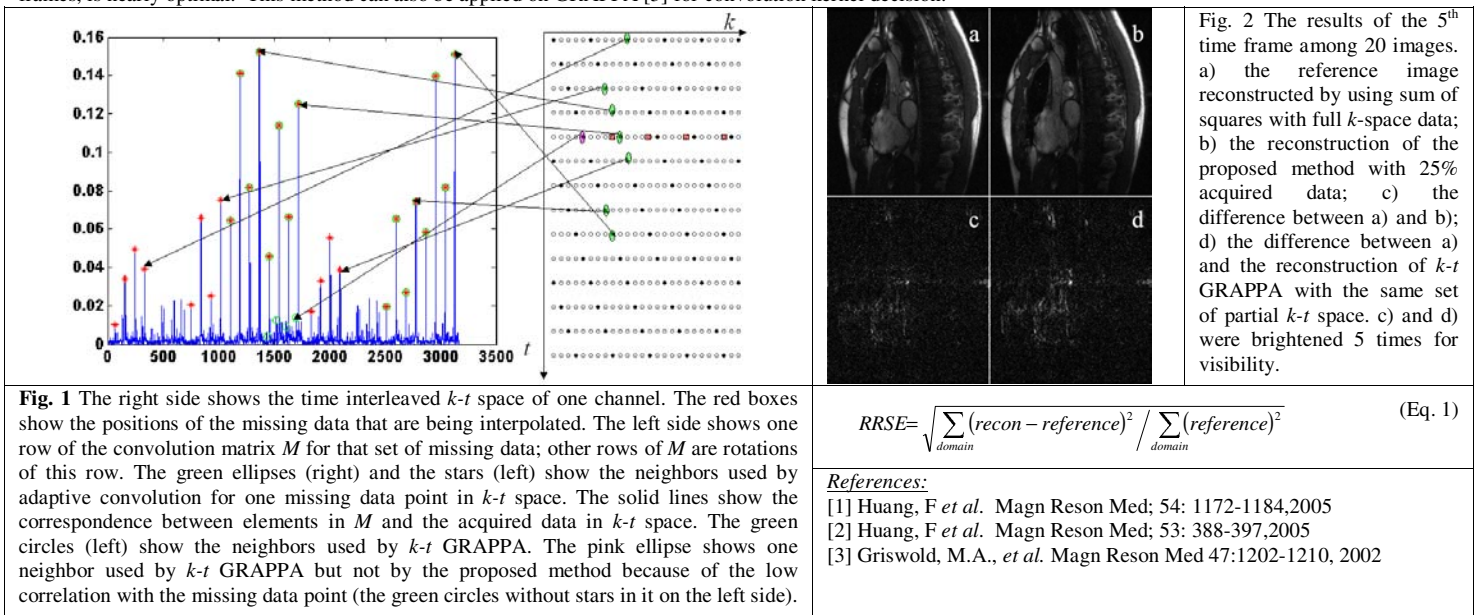 frames, is nearly optimal. This method can also be applied on GRAPPA [3] for convolution kernel decision.
0.16
0.14
0.12
0.1
0.08
0.06
0.04
0.02
0
0
500
1000
1500
2000
2500
3000
3500
k
t
a
b
c
d
Fig. 2 The results of the 5th
time frame among 20 images.
a) the reference image
reconstructed by using sum of
squares with full k-space data;
b) the reconstruction of the
proposed method with 25%
acquired data; c) the
difference between a) and b);
d) the difference between a)
and the reconstruction of k-t
GRAPPA with the same set
of partial k-t space. c) and d)
were brightened 5 times for
visibility.
Fig. 1 The right side shows the time interleaved k-t space of one channel. The red boxes
show the positions of the missing data that are being interpolated. The left side shows one
row of the convolution matrix M for that set of missing data; other rows of M are rotations
of this row. The green ellipses (right) and the stars (left) show the neighbors used by
adaptive convolution for one missing data point in k-t space. The solid lines show the
correspondence between elements in M and the acquired data in k-t space. The green
circles (left) show the neighbors used by k-t GRAPPA. The pink ellipse shows one
neighbor used by k-t GRAPPA but not by the proposed method because of the low
correlation with the missing data point (the green circles without stars in it on the left side).
RRSE= √∑domain(recon − reference)² / ∑domain(reference)² (Eq. 1)
References:
[1] Huang, F et al. Magn Reson Med; 54: 1172-1184,2005
[2] Huang, F et al. Magn Reson Med; 53: 388-397,2005
[3] Griswold, M.A., et al. Magn Reson Med 47:1202-1210, 2002